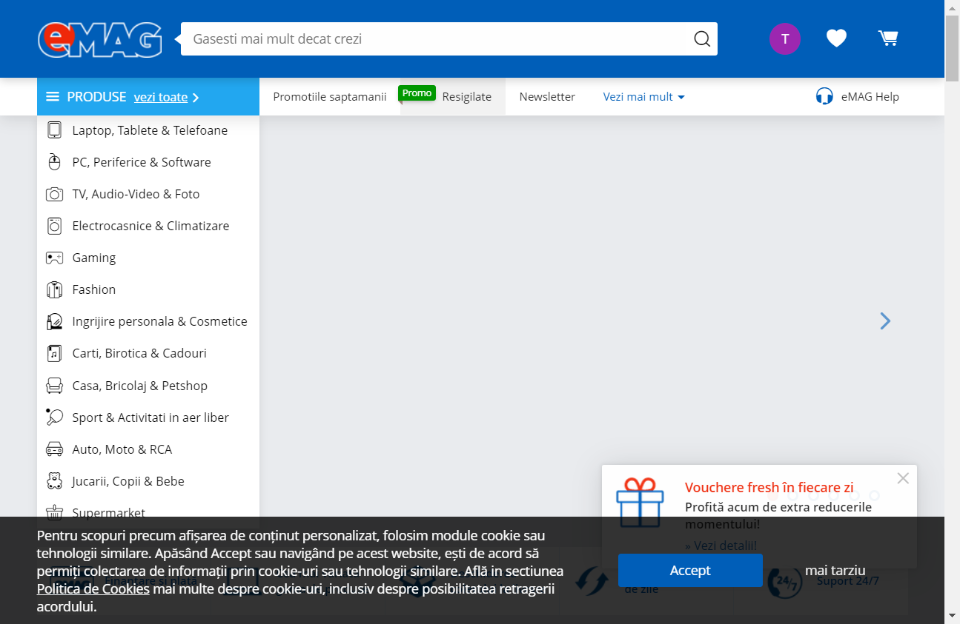 eMAG
Gasesti mai mult decat crezi
T
PRODUSE vezi toate
Promotiile saptamanii
Promo
Resigilate
Newsletter
Vezi mai mult
eMAG Help
Laptop, Tablete & Telefoane
PC, Periferice & Software
TV, Audio-Video & Foto
Electrocasnice & Climatizare
Gaming
Fashion
Ingrijire personala & Cosmetice
Carti, Birotica & Cadouri
Casa, Bricolaj & Petshop
Sport & Activitati in aer liber
Auto, Moto & RCA
Jucarii, Copii & Bebe
Supermarket
Vouchere fresh în fiecare zi
Profită acum de extra reducerile
momentului!
» Vezi detalii!
Pentru scopuri precum afișarea de conținut personalizat, folosim module cookie sau
tehnologii similare. Apăsând Accept sau navigând pe acest website, ești de acord să
permiți colectarea de informații prin cookie-uri sau tehnologii similare. Află in sectiunea
Politica de Cookies mai multe despre cookie-uri, inclusiv despre posibilitatea retragerii
acordului.
Accept
mai tarziu
de zile
24/7
Suport 24/7